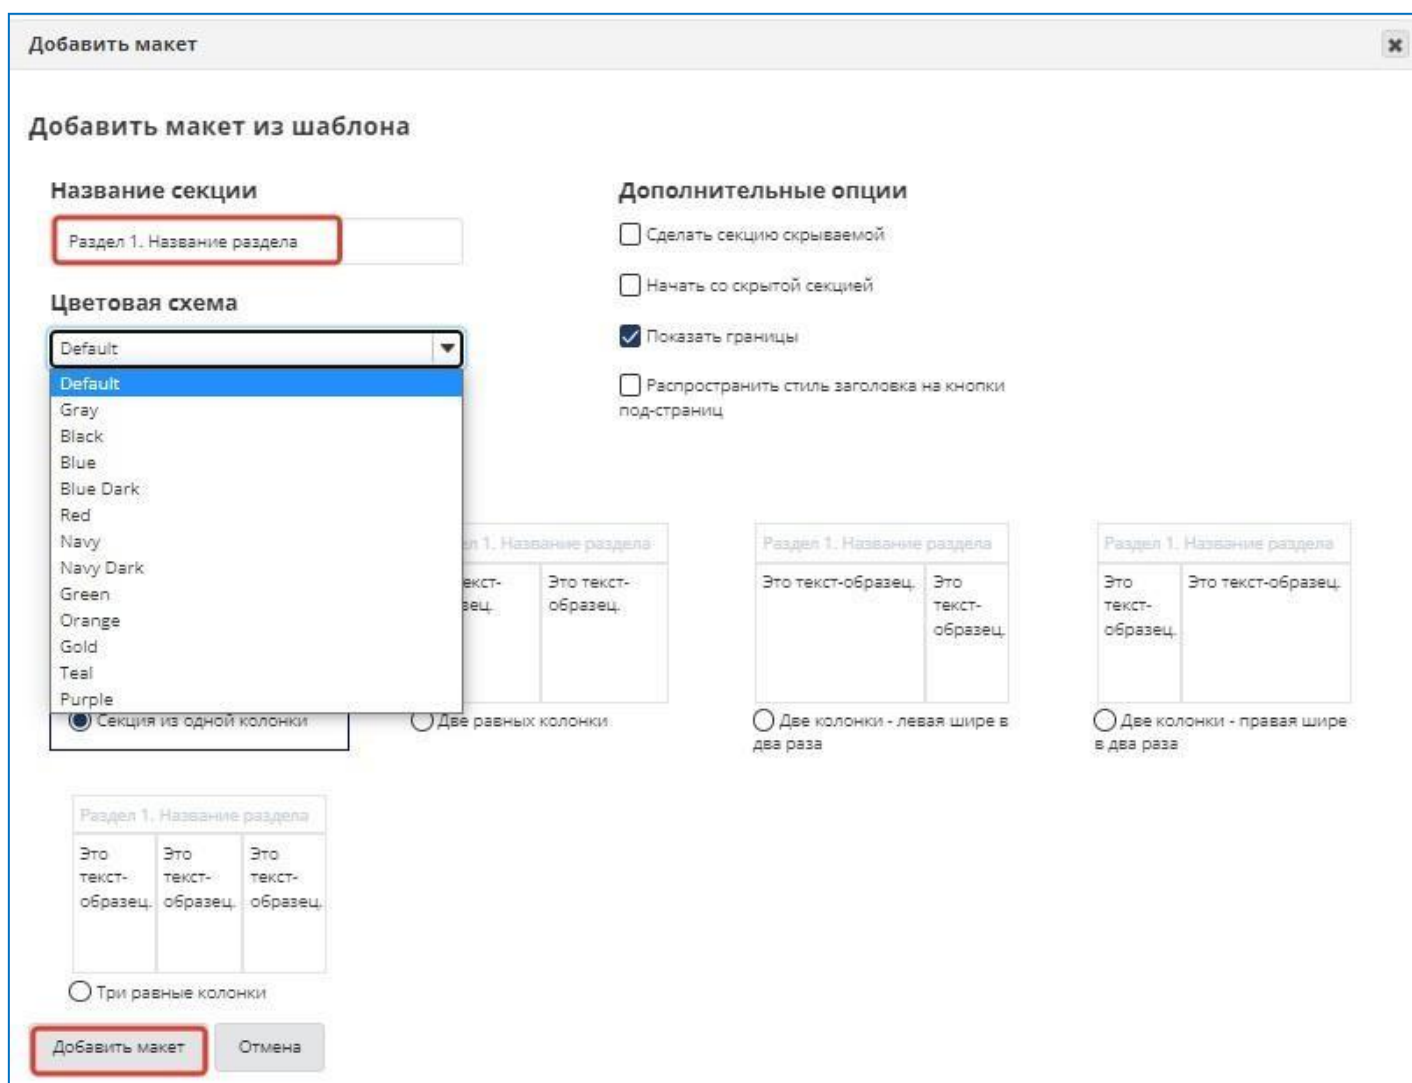 Добавить макет
Добавить макет из шаблона
Название секции
Раздел 1. Название раздела
Цветовая схема
Default
Default
Gray
Black
Blue
Blue Dark
Red
Navy
Navy Dark
Green
Orange
Gold
Teal
Purple
Дополнительные опции
Сделать секцию скрываемой
Начать со скрытой секцией
Показать границы
Распространить стиль заголовка на кнопки
под-страниц
Секция из одной колонки
1. Название раздела
Это текст-
образец.
Две равных колонки
Раздел 1. Название раздела
Это текст-образец.
Это
текст-
образец.
Две колонки - левая шире в
два раза
Раздел 1. Название раздела
Это
текст-
образец.
Это текст-образец.
Две колонки - правая шире
в два раза
Раздел 1. Название раздела
Это
текст-
образец.
Это
текст-
образец.
Это
текст-
образец.
Три равные колонки
Добавить макет
Отмена